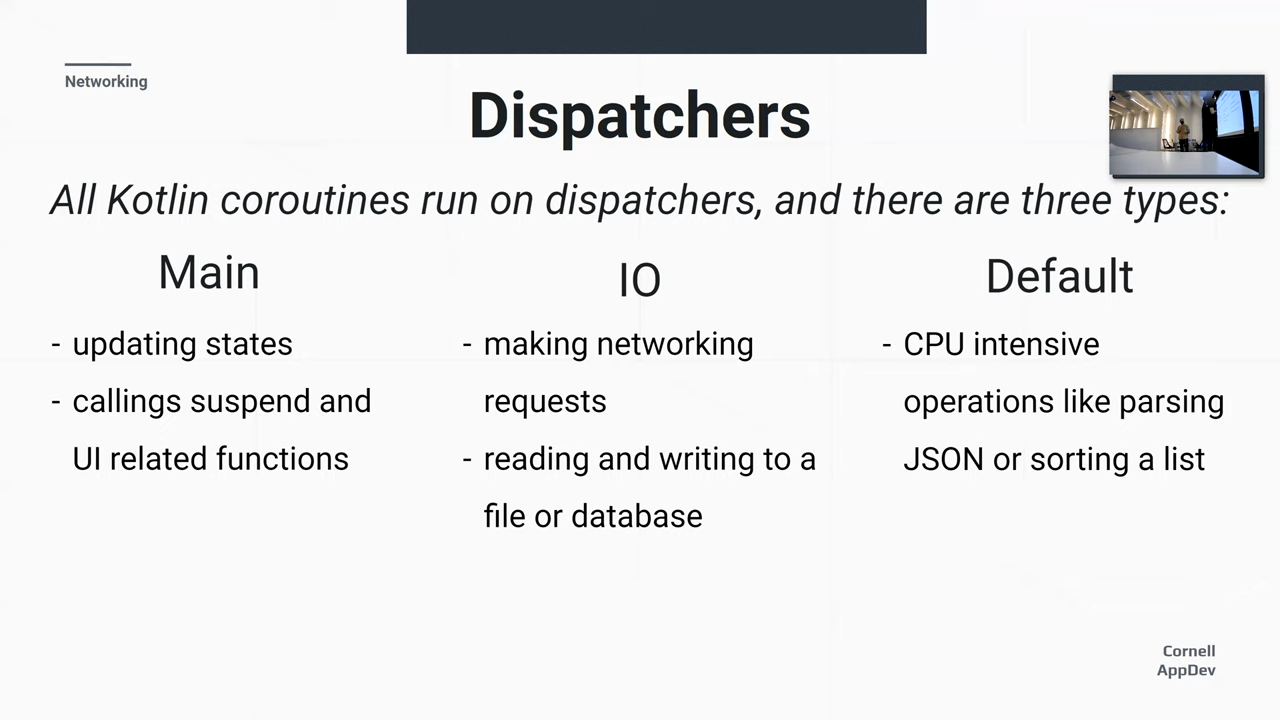 Networking
Dispatchers
All Kotlin coroutines run on dispatchers, and there are three types:
Main
- updating states
- callings suspend and
UI related functions
IO
- making networking
requests
- reading and writing to a
file or database
Default
- CPU intensive
operations like parsing
JSON or sorting a list
Cornell
AppDev